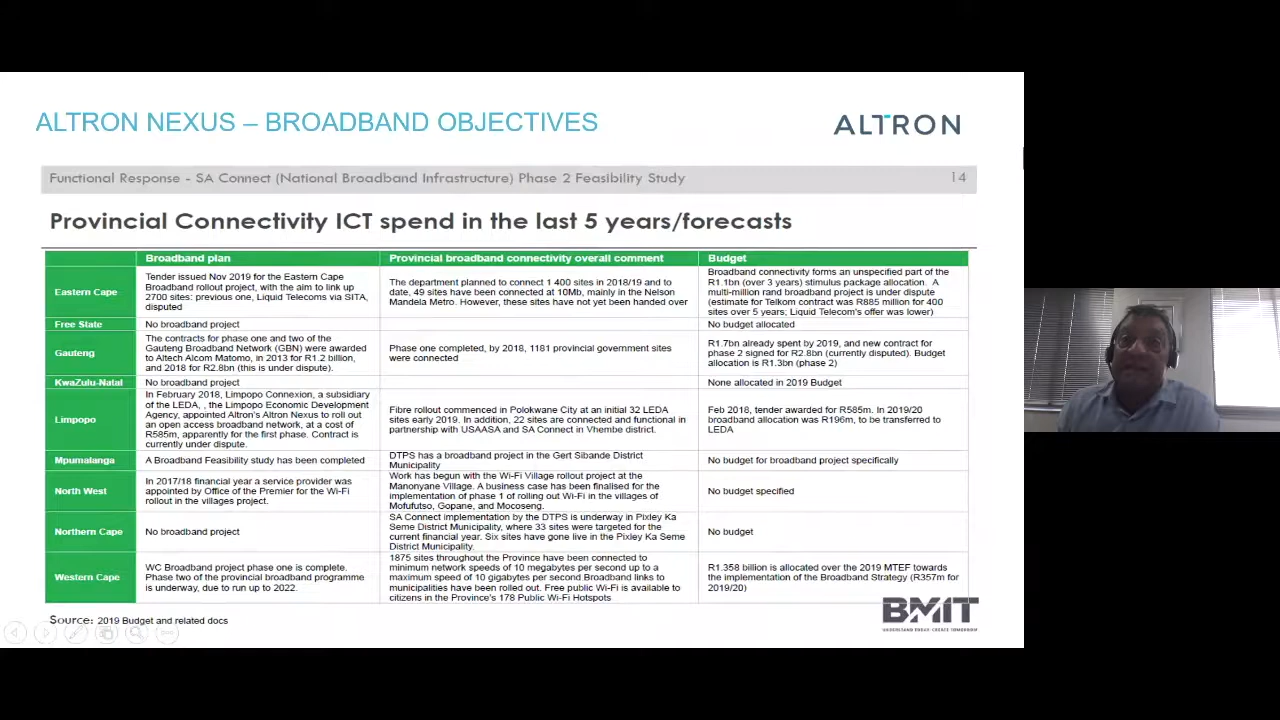 ALTRON NEXUS – BROADBAND OBJECTIVES
ALTRON
Functional Response - SA Connect (National Broadband Infrastructure) Phase 2 Feasibility Study
14
Provincial Connectivity ICT spend in the last 5 years/forecasts
Broadband plan
Provincial broadband connectivity overall comment
Budget
Eastern Cape
Tender issued Nov 2019 for the Eastern Cape
Broadband rollout project, with the aim to link up
2700 sites: previous one, Liquid Telecoms via SITA,
disputed
The department planned to connect 1 400 sites in 2018/19 and to
date, 49 sites have been connected at 10Mb, mainly in the Nelson
Mandela Metro. However, these sites have not yet been handed over
Broadband connectivity forms an unspecified part of the
R1.1bn (over 3 years) stimulus package allocation. A
multi-million rand broadband project is under dispute
(estimate for Telkom contract was R885 million for 400
sites over 5 years; Liquid Telecom's offer was lower)
Free State
No broadband project
No budget allocated
Gauteng
The contracts for phase one and two of the
Gauteng Broadband Network (GBN) were awarded
to Altech Alcom Matomo, in 2013 for R1.2 billion,
and 2018 for R2.8bn (this is under dispute).
Phase one completed, by 2018, 1181 provincial government sites
were connected
R1.7bn already spent by 2019, and new contract for
phase 2 signed for R2.8bn (currently disputed). Budget
allocation is R1.3bn (phase 2)
KwaZulu-Natal
No broadband project
None allocated in 2019 Budget
Limpopo
In February 2018, Limpopo Connexion, a subsidiary
of the LEDA, , the Limpopo Economic Development
Agency, appointed Altron's Altron Nexus to roll out
an open access broadband network, at a cost of
R585m, apparently for the first phase. Contract is
currently under dispute.
Fibre rollout commenced in Polokwane City at an initial 32 LEDA
sites early 2019. In addition, 22 sites are connected and functional in
partnership with USAASA and SA Connect in Vhembe district.
Feb 2018, tender awarded for R585m. In 2019/20
broadband allocation was R196m, to be transferred to
LEDA
Mpumalanga
A Broadband Feasibility study has been completed
DTPS has a broadband project in the Gert Sibande District
Municipality
No budget for broadband project specifically
North West
In 2017/18 financial year a service provider was
appointed by Office of the Premier for the Wi-Fi
rollout in the villages project.
Work has begun with the Wi-Fi Village rollout project at the
Manonyane Village. A business case has been finalised for the
implementation of phase 1 of rolling out Wi-Fi in the villages of
Mofufutso, Gopane, and Mocoseng.
No budget specified
Northern Cape
No broadband project
SA Connect implementation by the DTPS is underway in Pixley Ka
Seme District Municipality, where 33 sites were targeted for the
current financial year. Six sites have gone live in the Pixley Ka Seme
District Municipality.
No budget
Western Cape
WC Broadband project phase one is complete.
Phase two of the provincial broadband programme
is underway, due to run up to 2022.
1875 sites throughout the Province have been connected to
minimum network speeds of 10 megabytes per second up to a
maximum speed of 10 gigabytes per second.Broadband links to
municipalities have been rolled out. Free public Wi-Fi is available to
citizens in the Province's 178 Public Wi-Fi Hotspots
R1.358 billion is allocated over the 2019 MTEF towards
the implementation of the Broadband Strategy (R357m for
2019/20)
Source: 2019 Budget and related docs
BMIT
UNDERSTAND TODAY. CREATE TOMORROW